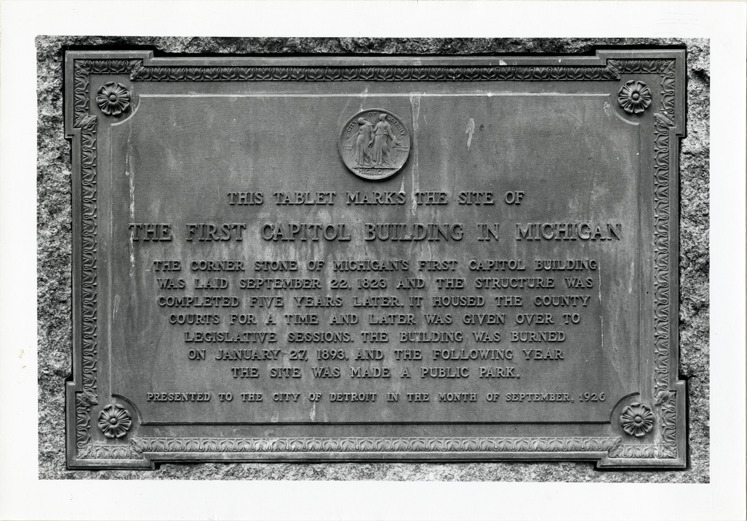 THIS TABLET MARKS THE SITE OF
THE FIRST CAPITOL BUILDING IN MICHIGAN
THE CORNER STONE OF MICHIGAN'S FIRST CAPITOL BUILDING
WAS LAID SEPTEMBER 22, 1823 AND THE STRUCTURE WAS
COMPLETED FIVE YEARS LATER. IT HOUSED THE COUNTY
COURTS FOR A TIME AND LATER WAS GIVEN OVER TO
LEGISLATIVE SESSIONS. THE BUILDING WAS BURNED
ON JANUARY 27, 1893, AND THE FOLLOWING YEAR
THE SITE WAS MADE A PUBLIC PARK.
PRESENTED TO THE CITY OF DETROIT IN THE MONTH OF SEPTEMBER, 1926